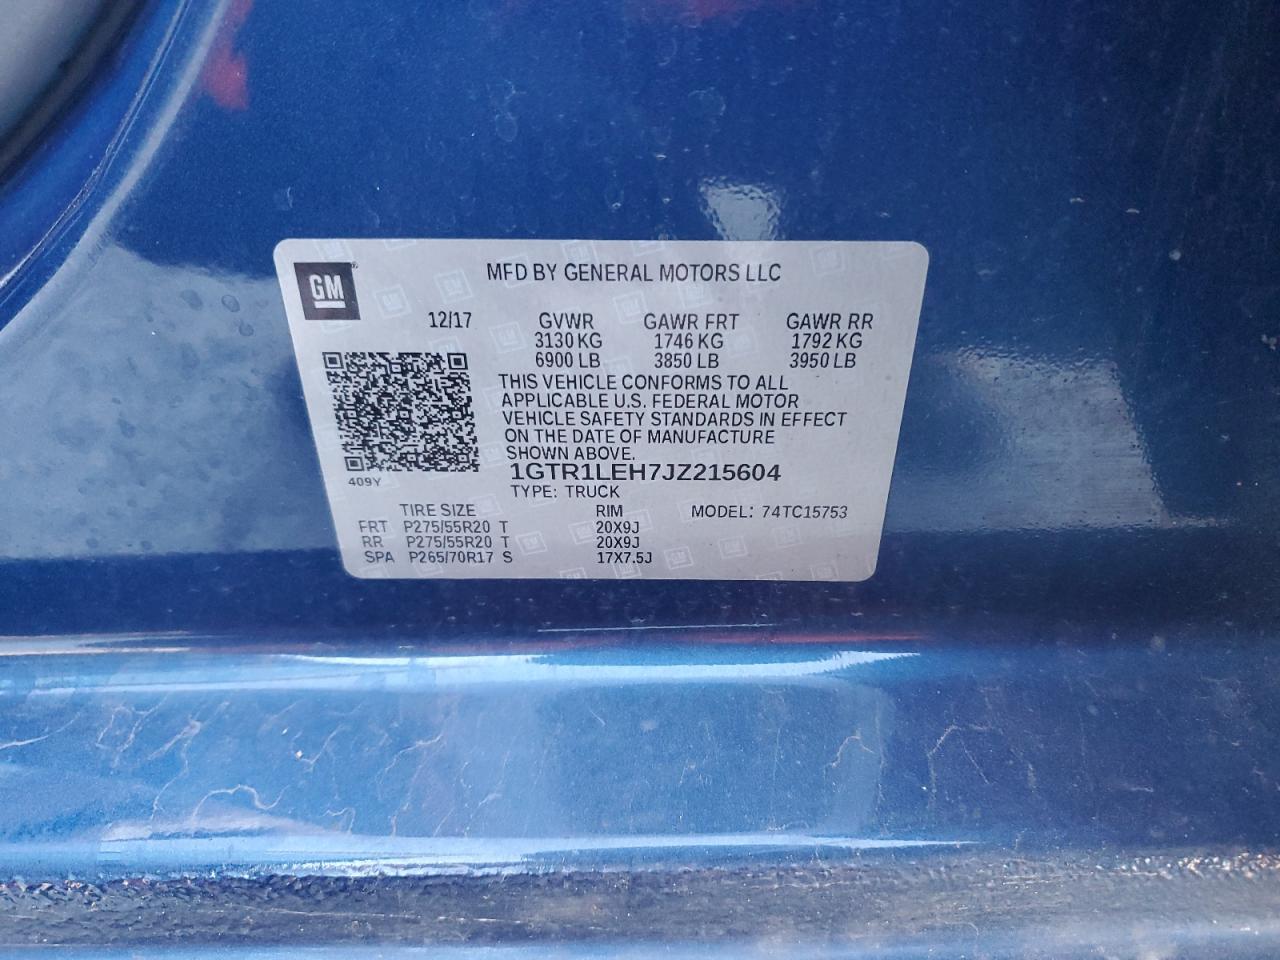 GM
MFD BY GENERAL MOTORS LLC
12/17 GVWR GAWR FRT GAWR RR
3130 KG 1746 KG 1792 KG
6900 LB 3850 LB 3950 LB
THIS VEHICLE CONFORMS TO ALL
APPLICABLE U.S. FEDERAL MOTOR
VEHICLE SAFETY STANDARDS IN EFFECT
ON THE DATE OF MANUFACTURE
SHOWN ABOVE.
1GTR1LEH7JZ215604
409Y
TYPE: TRUCK
TIRE SIZE RIM MODEL: 74TC15753
FRT P275/55R20 T 20X9J
RR P275/55R20 T 20X9J
SPA P265/70R17 S 17X7.5J